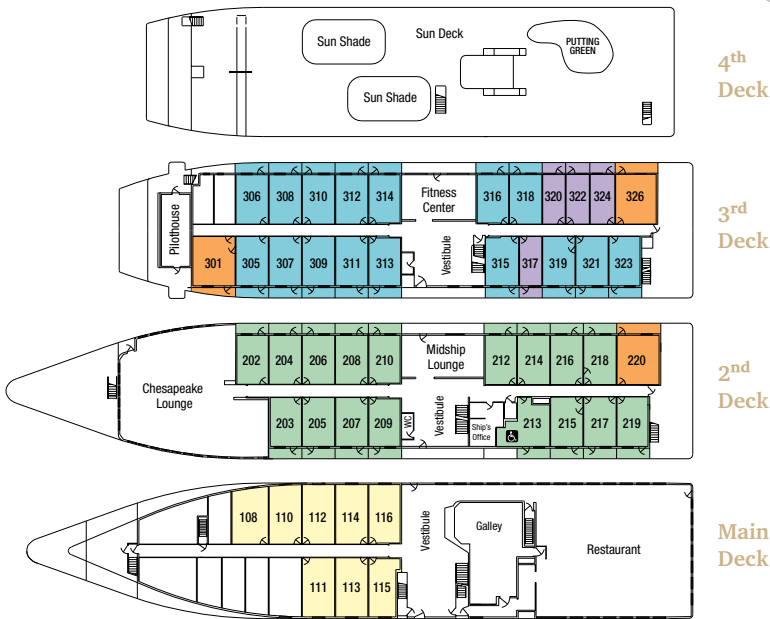 Sun Shade
Sun Deck
PUTTING
GREEN
Sun Shade
4th
Deck
306 308 310 312 314
Fitness
Center
316 318 320 322 324 326
Pilothouse
301 305 307 309 311 313
Vestibule
315 317 319 321 323
3rd
Deck
202 204 206 208 210
Midship
Lounge
212 214 216 218 220
Chesapeake
Lounge
203 205 207 209
WC
Vestibule
Ship's
Office
213 215 217 219
2nd
Deck
108 110 112 114 116
Vestibule
Galley
Restaurant
111 113 115
Main
Deck